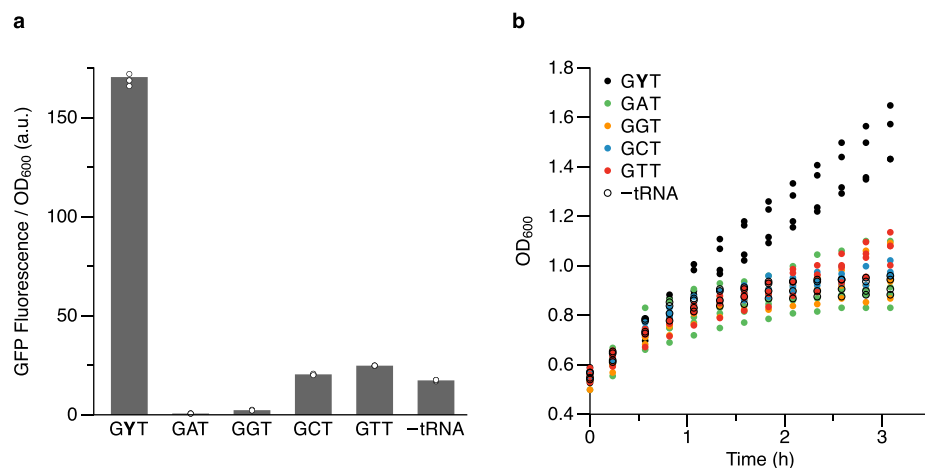 a
GFP Fluorescence / OD600 (a.u.)
150
100
50
0
GYT GAT GGT GCT GTT −tRNA
b
OD600
1.8
1.6
1.4
1.2
1.0
0.8
0.6
0.4
GYT
GAT
GGT
GCT
GTT
−tRNA
0 1 2 3
Time (h)